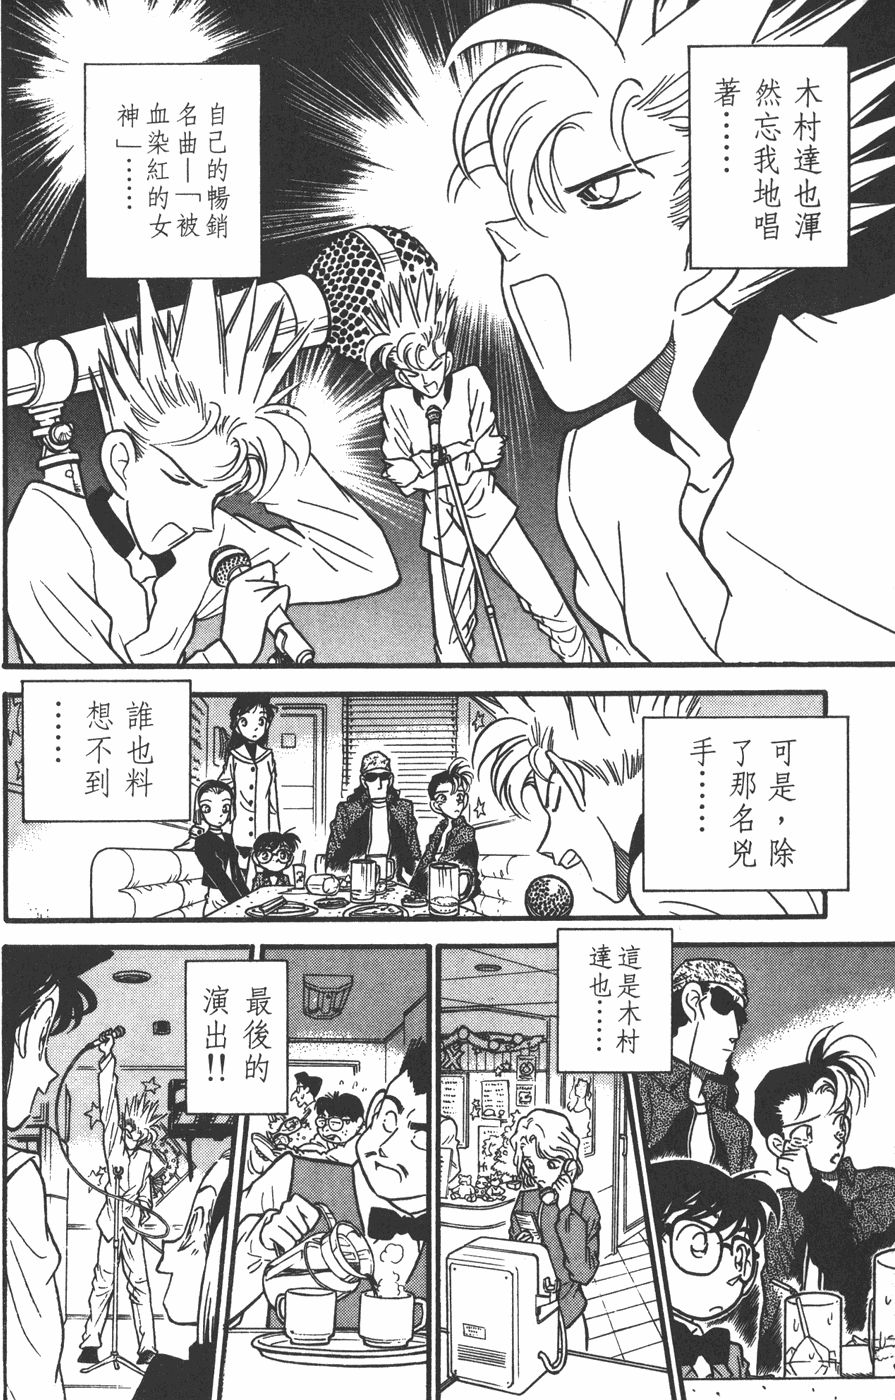 木村達也渾
然忘我地唱
著……
自己的暢銷
名曲—「被
血染紅的女
神」……
可是，除
了那名兇
手……
誰也料
想不到
……
這是木村
達也……
最後的
演出!!